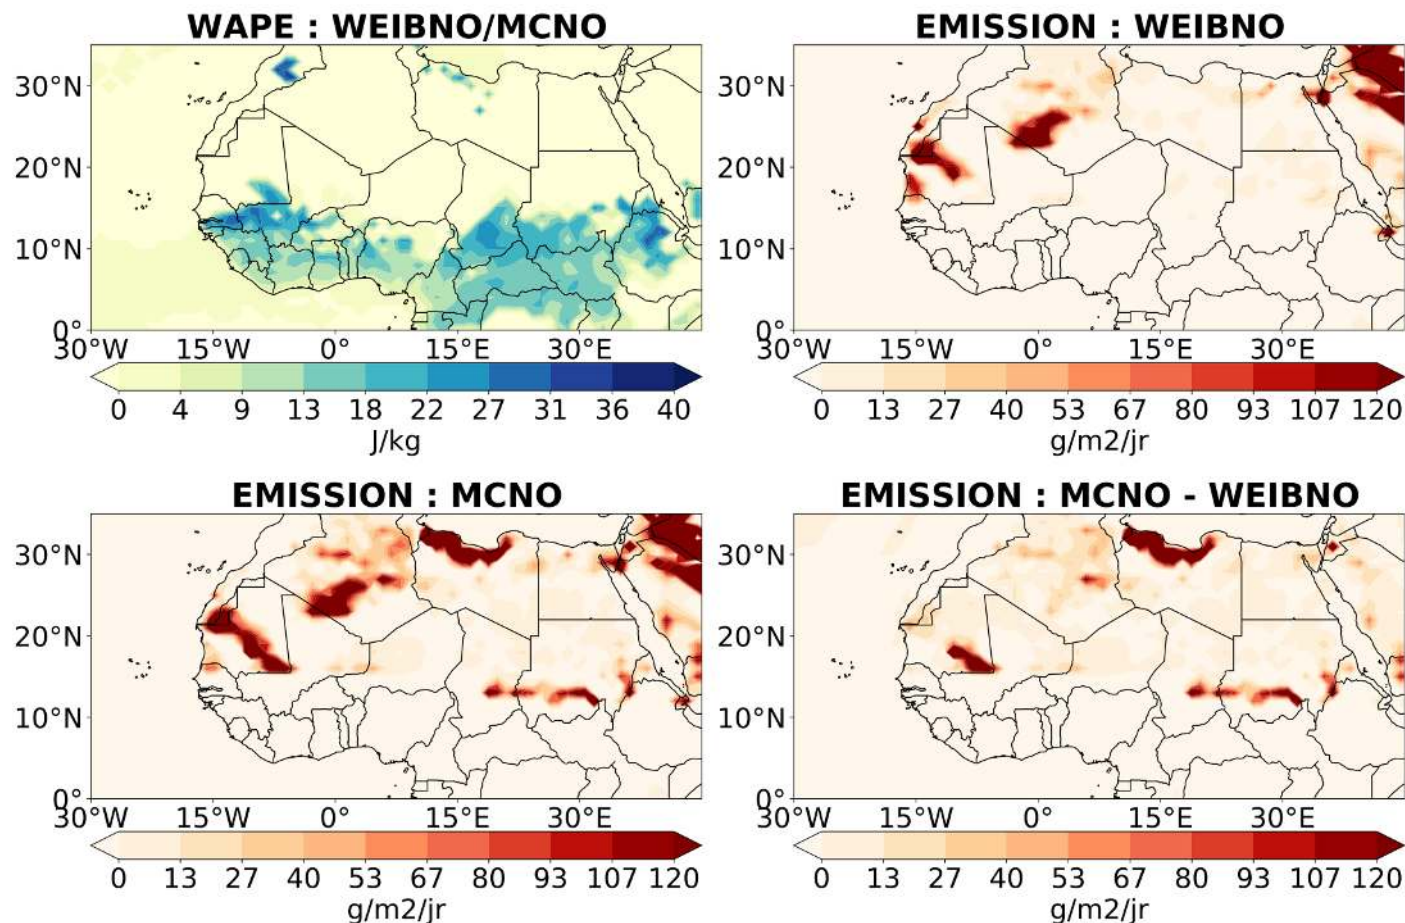 WAPE : WEIBNO/MCNO
30°N
20°N
10°N
0°
30°W 15°W 0° 15°E 30°E
0 4 9 13 18 22 27 31 36 40
J/kg
EMISSION : WEIBNO
30°N
20°N
10°N
0°
30°W 15°W 0° 15°E 30°E
0 13 27 40 53 67 80 93 107 120
g/m2/jr
EMISSION : MCNO
30°N
20°N
10°N
0°
30°W 15°W 0° 15°E 30°E
0 13 27 40 53 67 80 93 107 120
g/m2/jr
EMISSION : MCNO - WEIBNO
30°N
20°N
10°N
0°
30°W 15°W 0° 15°E 30°E
0 13 27 40 53 67 80 93 107 120
g/m2/jr